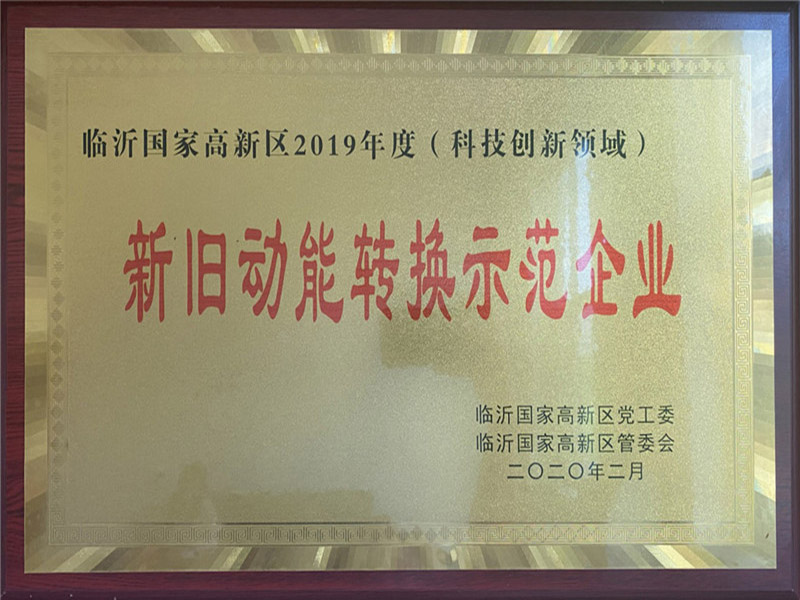 临沂国家高新区2019年度（科技创新领域）
新旧动能转换示范企业
临沂国家高新区党工委
临沂国家高新区管委会
二〇二〇年二月